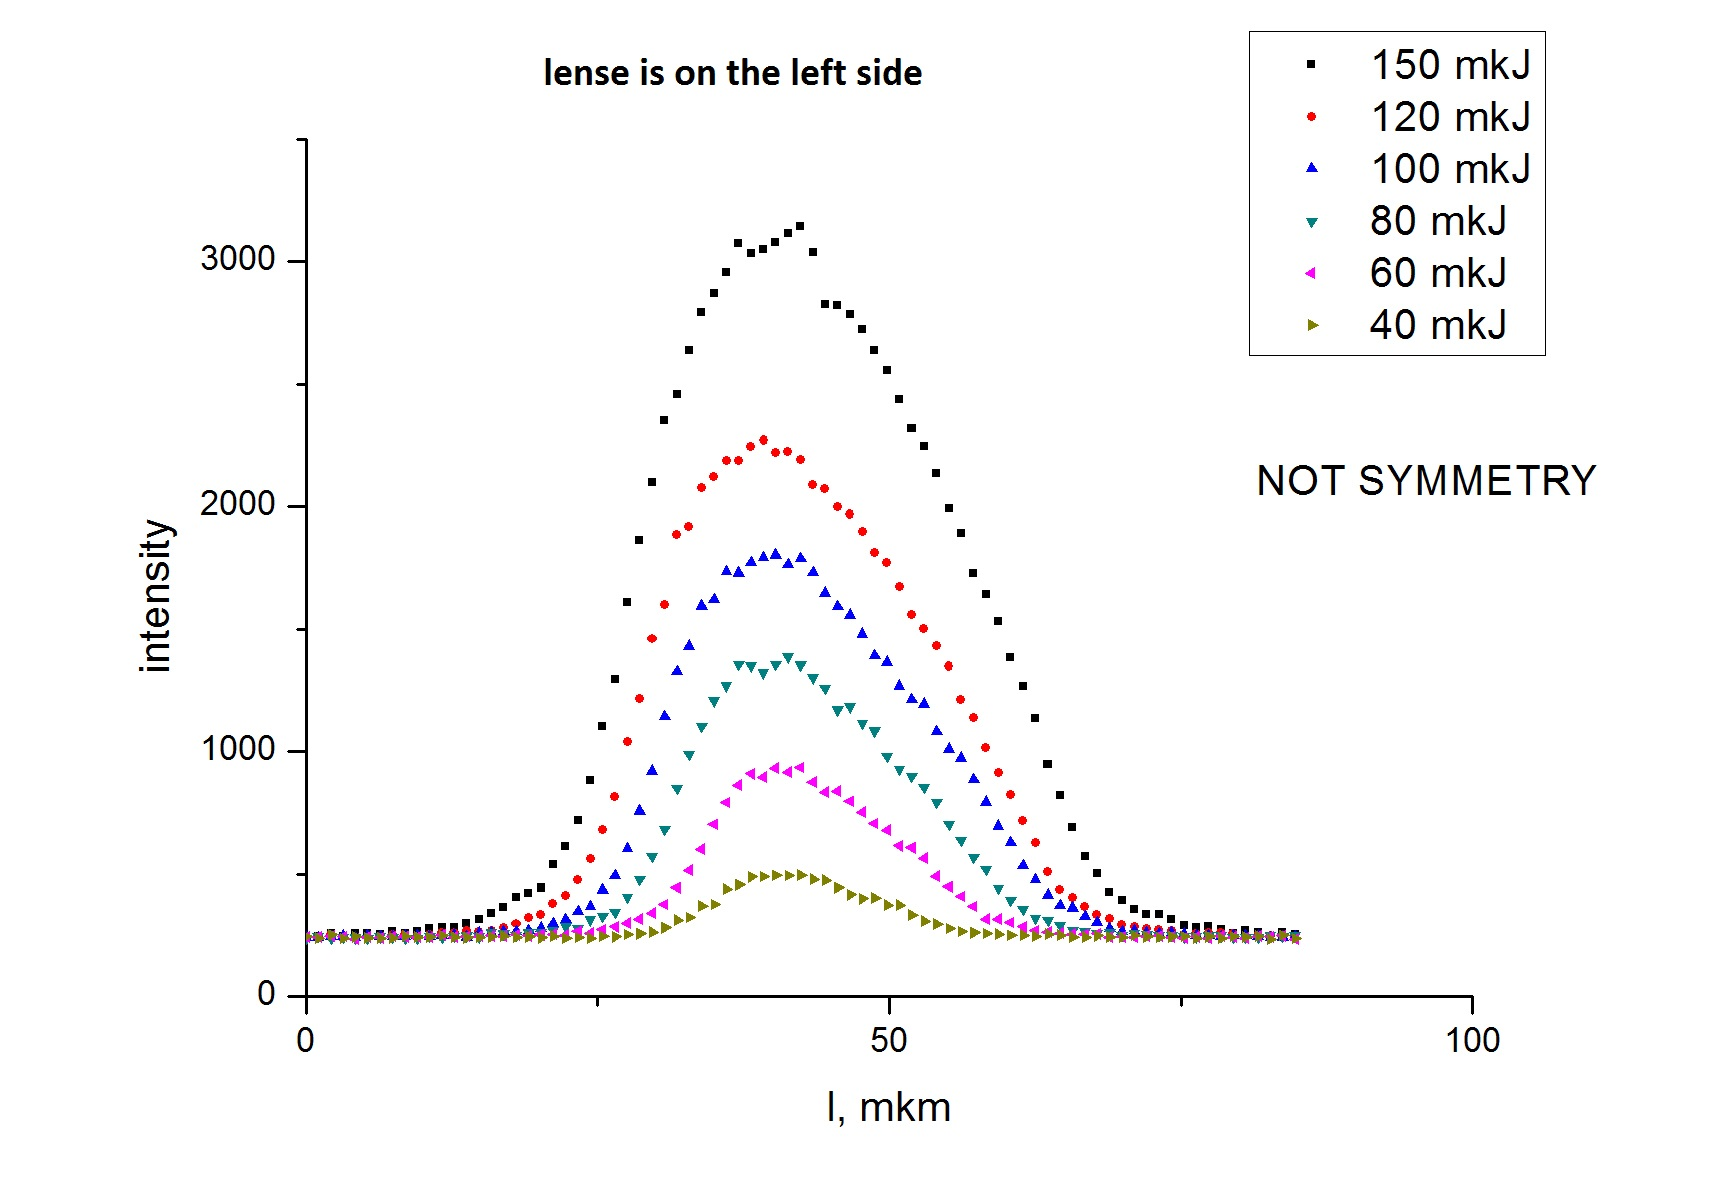 lense is on the left side
150 mkJ
120 mkJ
100 mkJ
80 mkJ
60 mkJ
40 mkJ
NOT SYMMETRY
intensity
3000
2000
1000
0
0 50 100
l, mkm